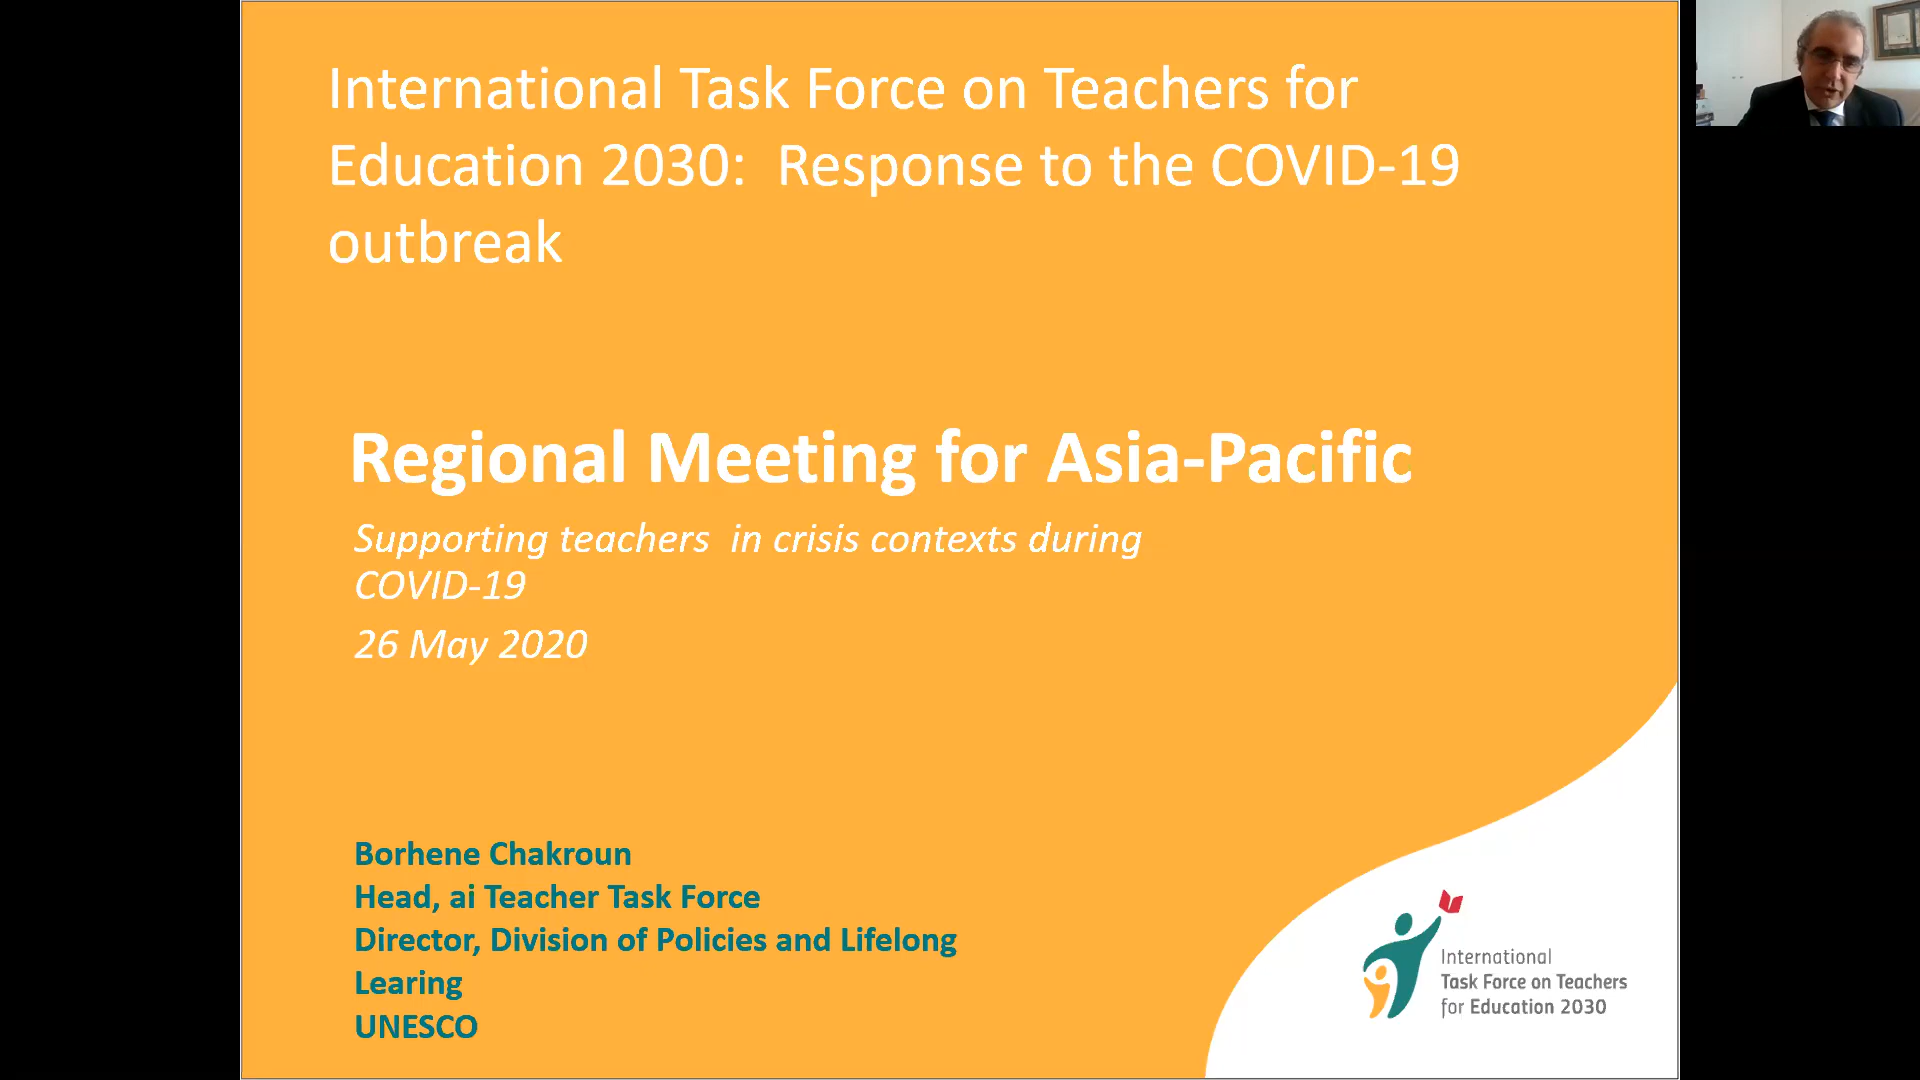 International Task Force on Teachers for
Education 2030:  Response to the COVID-19
outbreak
Regional Meeting for Asia-Pacific
Supporting teachers  in crisis contexts during
COVID-19
26 May 2020
Borhene Chakroun
Head, ai Teacher Task Force
Director, Division of Policies and Lifelong
Learing
UNESCO
International
Task Force on Teachers
for Education 2030